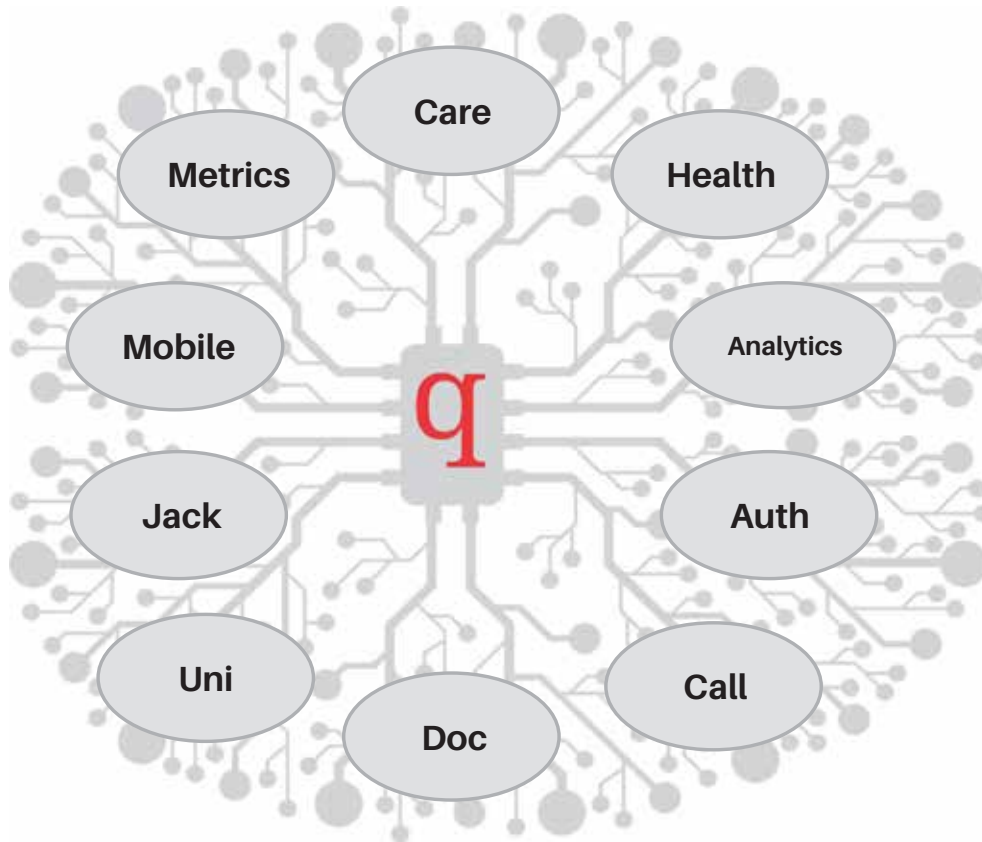 Care
Metrics
Health
Mobile
Analytics
q
Jack
Auth
Uni
Call
Doc